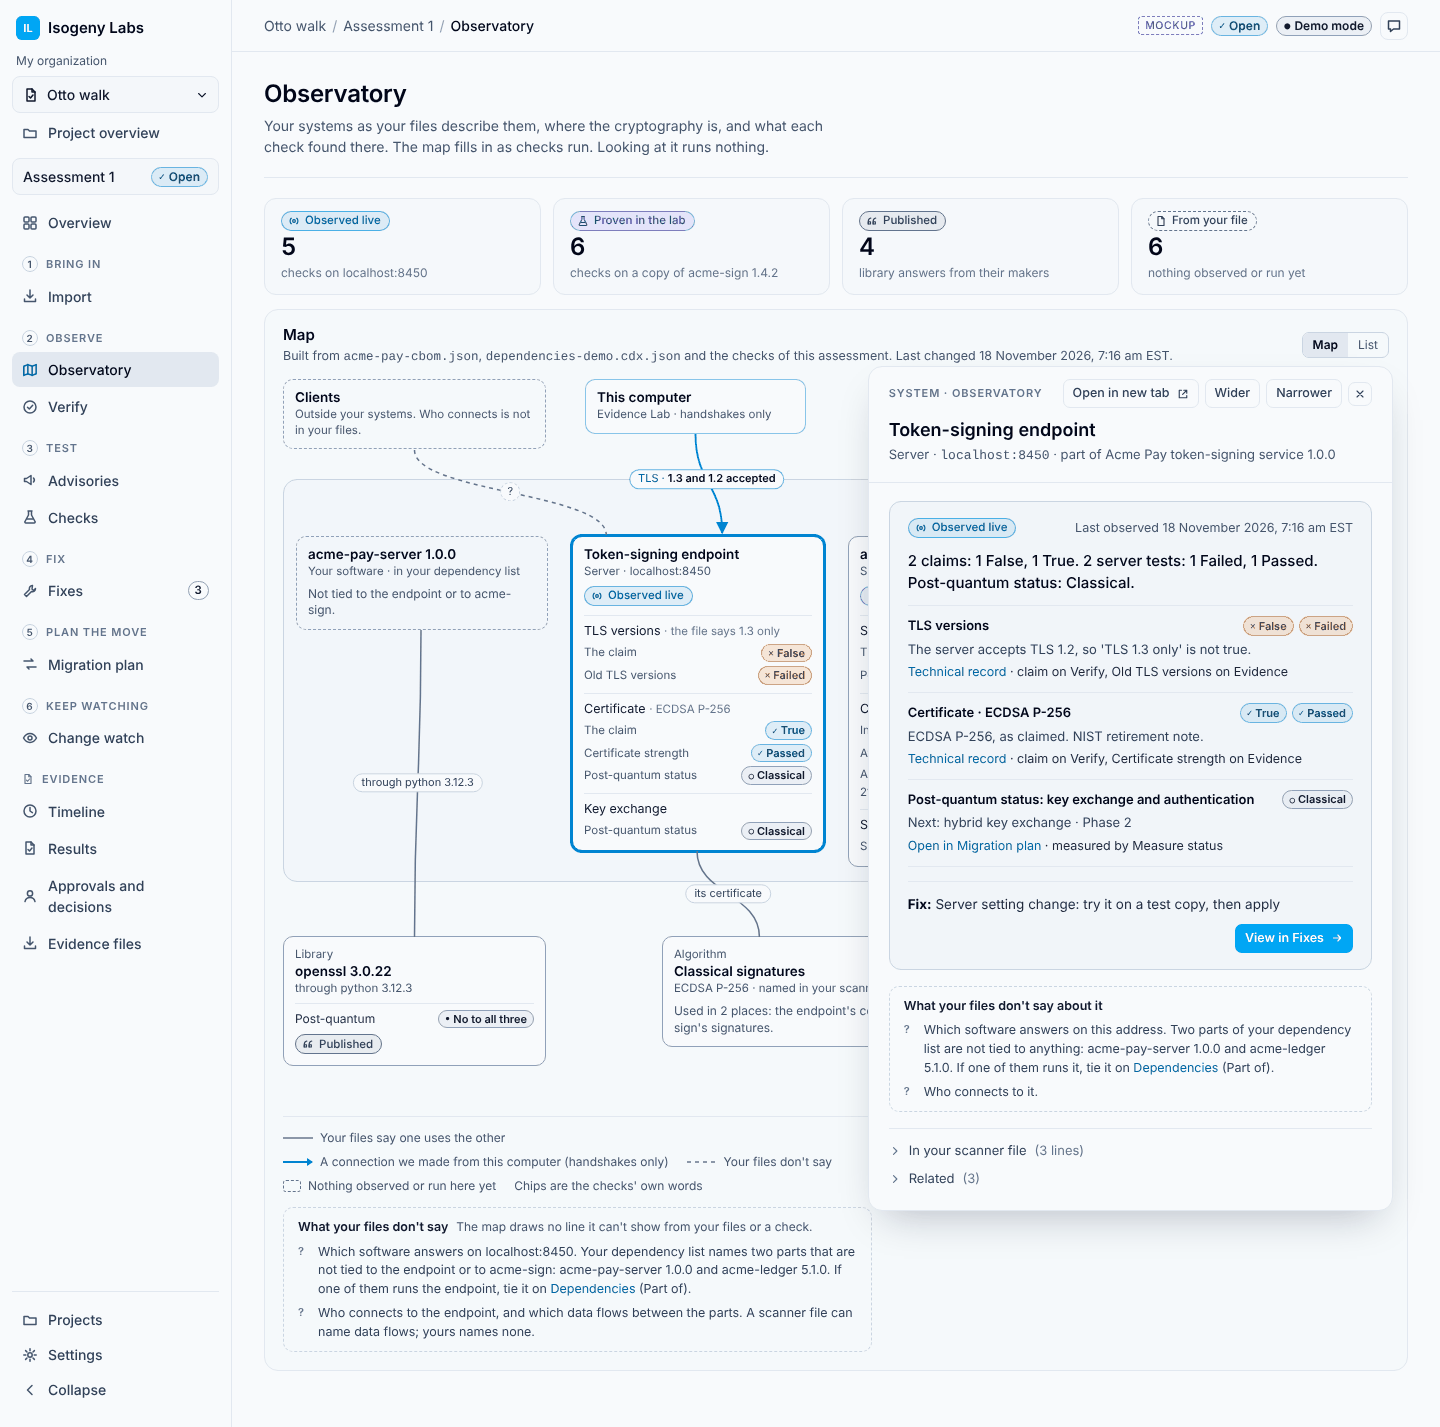 IL Isogeny Labs
My organization
Otto walk
Project overview
Assessment 1 ✓ Open
Overview
1 BRING IN
Import
2 OBSERVE
Observatory
Verify
3 TEST
Advisories
Checks
4 FIX
Fixes 3
5 PLAN THE MOVE
Migration plan
6 KEEP WATCHING
Change watch
EVIDENCE
Timeline
Results
Approvals and
decisions
Evidence files
Projects
Settings
Collapse
Otto walk / Assessment 1 / Observatory
MOCKUP ✓ Open ● Demo mode
Observatory
Your systems as your files describe them, where the cryptography is, and what each
check found there. The map fills in as checks run. Looking at it runs nothing.
Observed live
5
checks on localhost:8450
Proven in the lab
6
checks on a copy of acme-sign 1.4.2
Published
4
library answers from their makers
From your file
6
nothing observed or run yet
Map
Built from acme-pay-cbom.json, dependencies-demo.cdx.json and the checks of this assessment. Last changed 18 November 2026, 7:16 am EST.
Map List
Clients
Outside your systems. Who connects is not
in your files.
This computer
Evidence Lab · handshakes only
?
TLS · 1.3 and 1.2 accepted
acme-pay-server 1.0.0
Your software · in your dependency list
Not tied to the endpoint or to acme-
sign.
through python 3.12.3
Token-signing endpoint
Server · localhost:8450
Observed live
TLS versions · the file says 1.3 only
The claim × False
Old TLS versions × Failed
Certificate · ECDSA P-256
The claim ✓ True
Certificate strength ✓ Passed
Post-quantum status ○ Classical
Key exchange
Post-quantum status ○ Classical
its certificate
Library
openssl 3.0.22
through python 3.12.3
Post-quantum • No to all three
Published
Algorithm
Classical signatures
ECDSA P-256 · named in your
Used in 2 places: the endpoint's
sign's signatures.
Your files say one uses the other
A connection we made from this computer (handshakes only) Your files don't say
Nothing observed or run here yet Chips are the checks' own words
What your files don't say The map draws no line it can't show from your files or a check.
? Which software answers on localhost:8450. Your dependency list names two parts that are
not tied to the endpoint or to acme-sign: acme-pay-server 1.0.0 and acme-ledger 5.1.0. If
one of them runs the endpoint, tie it on Dependencies (Part of).
? Who connects to the endpoint, and which data flows between the parts. A scanner file can
name data flows; yours names none.
SYSTEM · OBSERVATORY Open in new tab Wider Narrower ×
Token-signing endpoint
Server · localhost:8450 · part of Acme Pay token-signing service 1.0.0
Observed live Last observed 18 November 2026, 7:16 am EST
2 claims: 1 False, 1 True. 2 server tests: 1 Failed, 1 Passed.
Post-quantum status: Classical.
TLS versions × False × Failed
The server accepts TLS 1.2, so 'TLS 1.3 only' is not true.
Technical record · claim on Verify, Old TLS versions on Evidence
Certificate · ECDSA P-256 ✓ True ✓ Passed
ECDSA P-256, as claimed. NIST retirement note.
Technical record · claim on Verify, Certificate strength on Evidence
Post-quantum status: key exchange and authentication ○ Classical
Next: hybrid key exchange · Phase 2
Open in Migration plan · measured by Measure status
Fix: Server setting change: try it on a test copy, then apply
View in Fixes →
What your files don't say about it
? Which software answers on this address. Two parts of your dependency
list are not tied to anything: acme-pay-server 1.0.0 and acme-ledger
5.1.0. If one of them runs it, tie it on Dependencies (Part of).
? Who connects to it.
In your scanner file (3 lines)
Related (3)